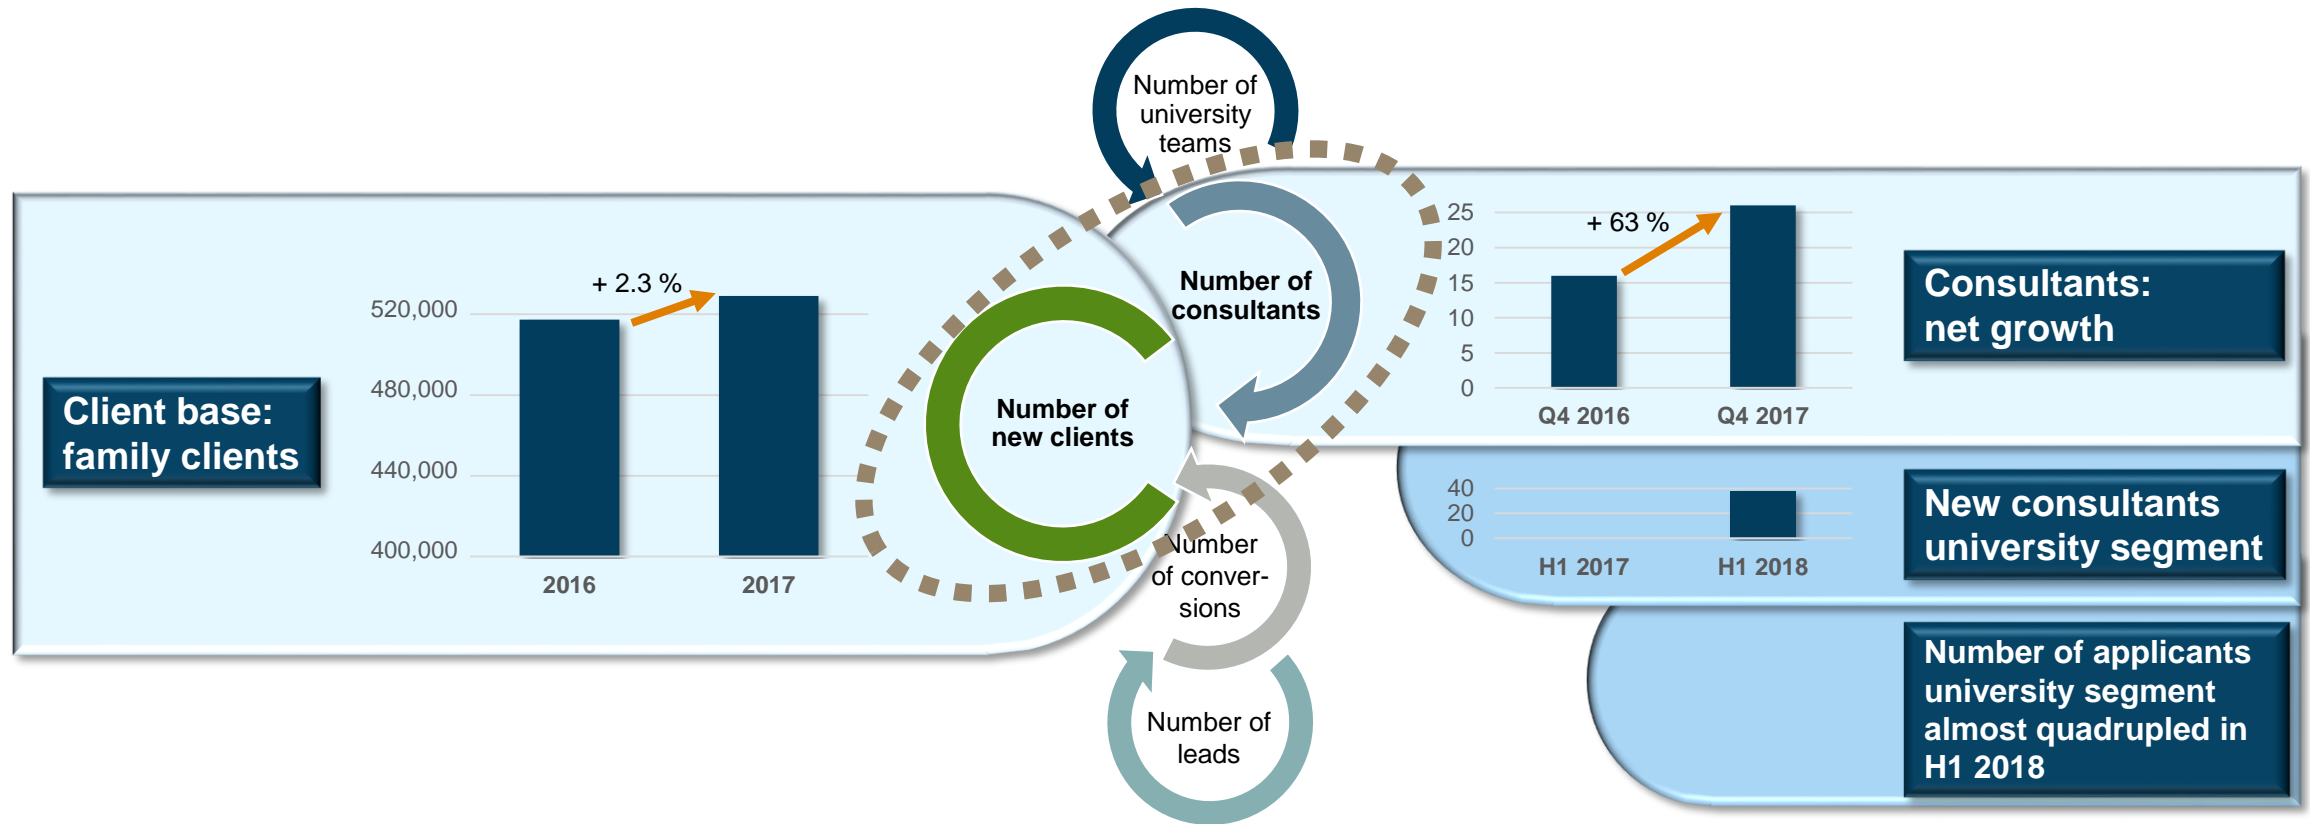 Client base:
family clients
+ 2.3 %
520,000
480,000
440,000
400,000
2016
2017
Number of
university
teams
Number of
consultants
Number of
new clients
Number
of conver-
sions
Number of
leads
+ 63 %
25
20
15
10
5
0
Q4 2016
Q4 2017
Consultants:
net growth
40
20
0
H1 2017
H1 2018
New consultants
university segment
Number of applicants
university segment
almost quadrupled in
H1 2018